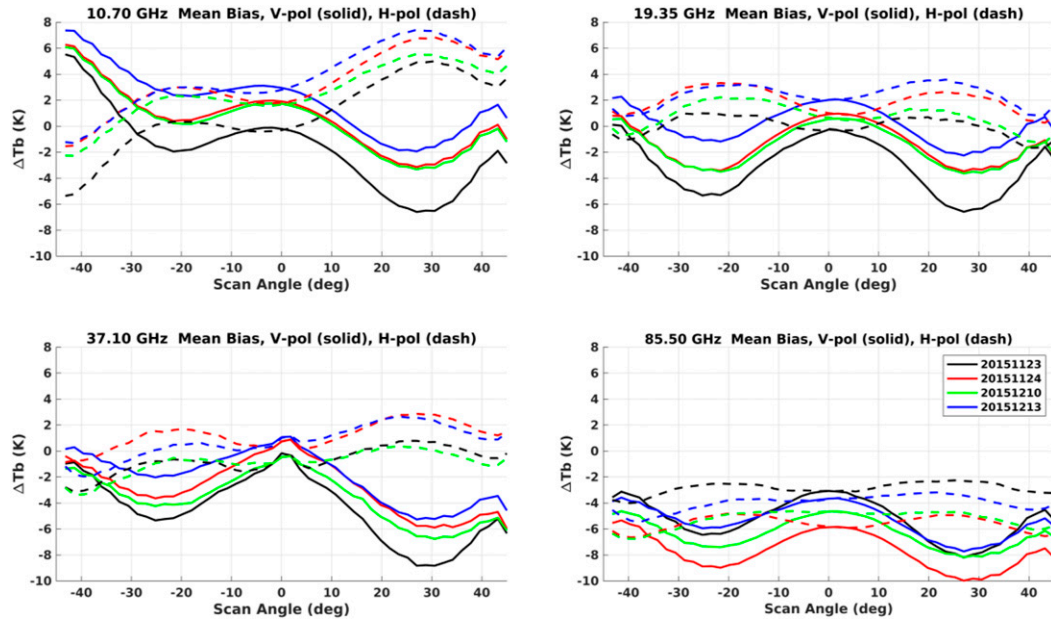 10.70 GHz Mean Bias, V-pol (solid), H-pol (dash)
8
6
4
2
0
-2
-4
-6
-8
-10
ΔTb (K)
-40 -30 -20 -10 0 10 20 30 40
Scan Angle (deg)
19.35 GHz Mean Bias, V-pol (solid), H-pol (dash)
8
6
4
2
0
-2
-4
-6
-8
-10
ΔTb (K)
-40 -30 -20 -10 0 10 20 30 40
Scan Angle (deg)
37.10 GHz Mean Bias, V-pol (solid), H-pol (dash)
8
6
4
2
0
-2
-4
-6
-8
-10
ΔTb (K)
-40 -30 -20 -10 0 10 20 30 40
Scan Angle (deg)
85.50 GHz Mean Bias, V-pol (solid), H-pol (dash)
8
6
4
2
0
-2
-4
-6
-8
-10
ΔTb (K)
20151123
20151124
20151210
20151213
-40 -30 -20 -10 0 10 20 30 40
Scan Angle (deg)